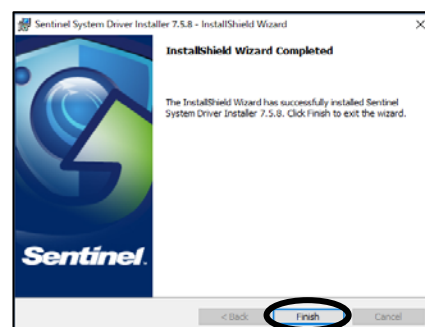 Sentinel System Driver Installer 7.5.8 - InstallShield Wizard
InstallShield Wizard Completed
The InstallShield Wizard has successfully installed Sentinel
System Driver Installer 7.5.8. Click Finish to exit the wizard.
Sentinel.
< Back
Finish
Cancel